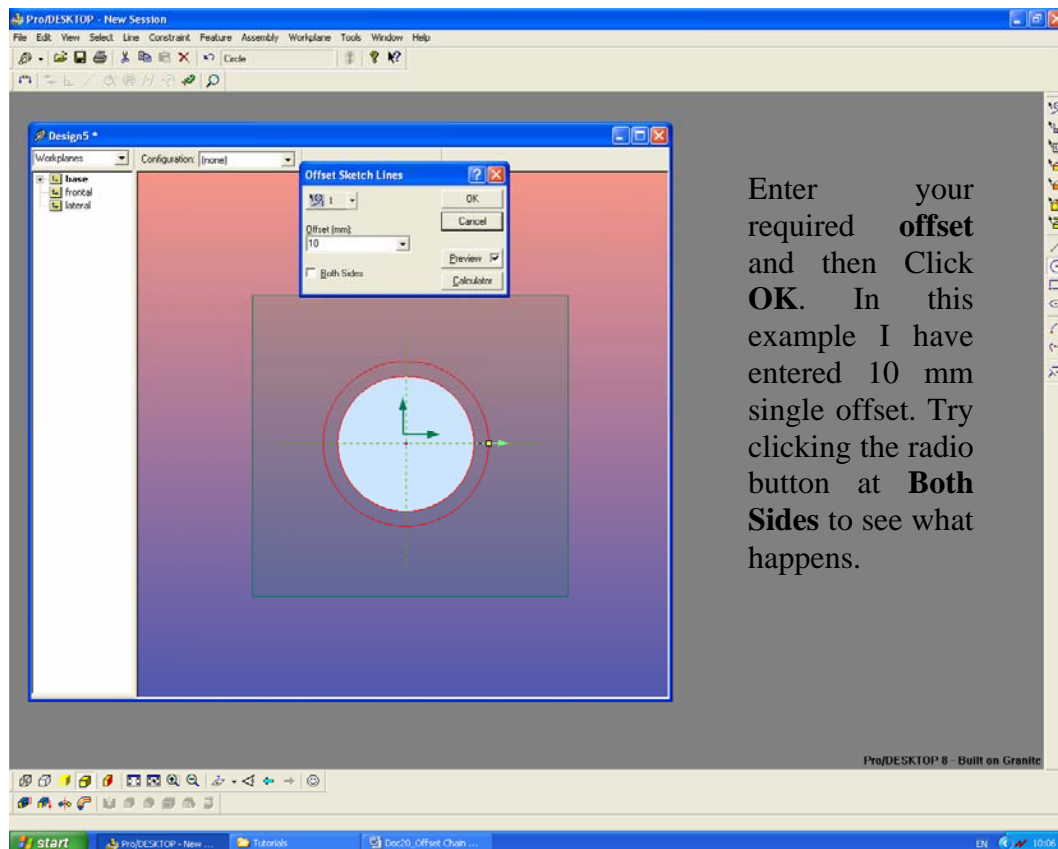 Pro/DESKTOP - New Session
File Edit View Select Line Constraint Feature Assembly Workplane Tools Window Help
Circle
Design5 *
Workplanes Configuration: (none)
base
frontal
lateral
Offset Sketch Lines
1
OK
Offset (mm):
Cancel
10
Preview
Both Sides
Calculator
Enter your
required offset
and then Click
OK. In this
example I have
entered 10 mm
single offset. Try
clicking the radio
button at Both
Sides to see what
happens.
Pro/DESKTOP 8 - Built on Granite
start Pro/DESKTOP - New ... Tutorials Doc20_Offset Chain ... EN 10:06